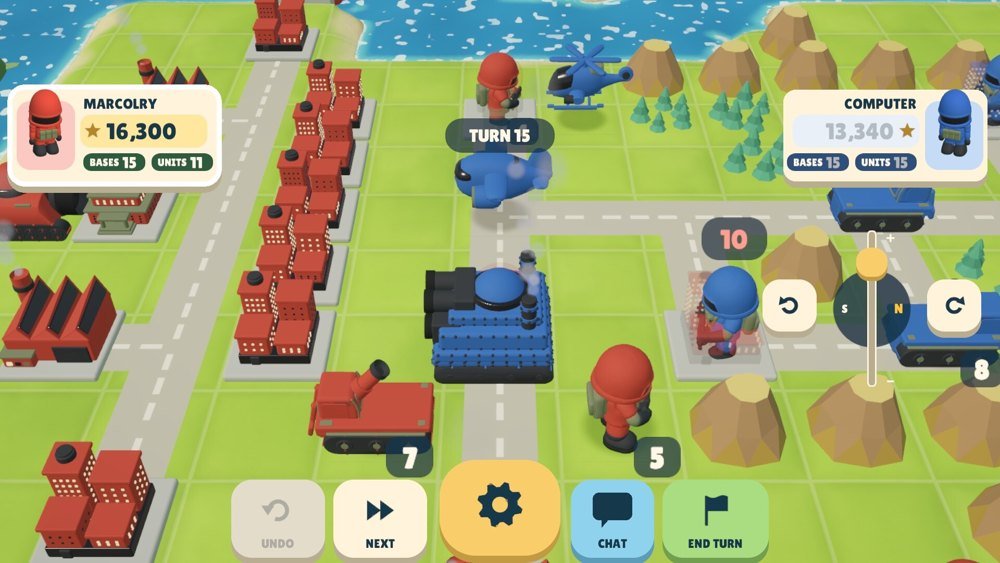 MARCOLRY
16,300
BASES 15 UNITS 11
TURN 15
COMPUTER
13,340
BASES 15 UNITS 15
10
+
S N
-
8
7
5
UNDO
NEXT
CHAT
END TURN